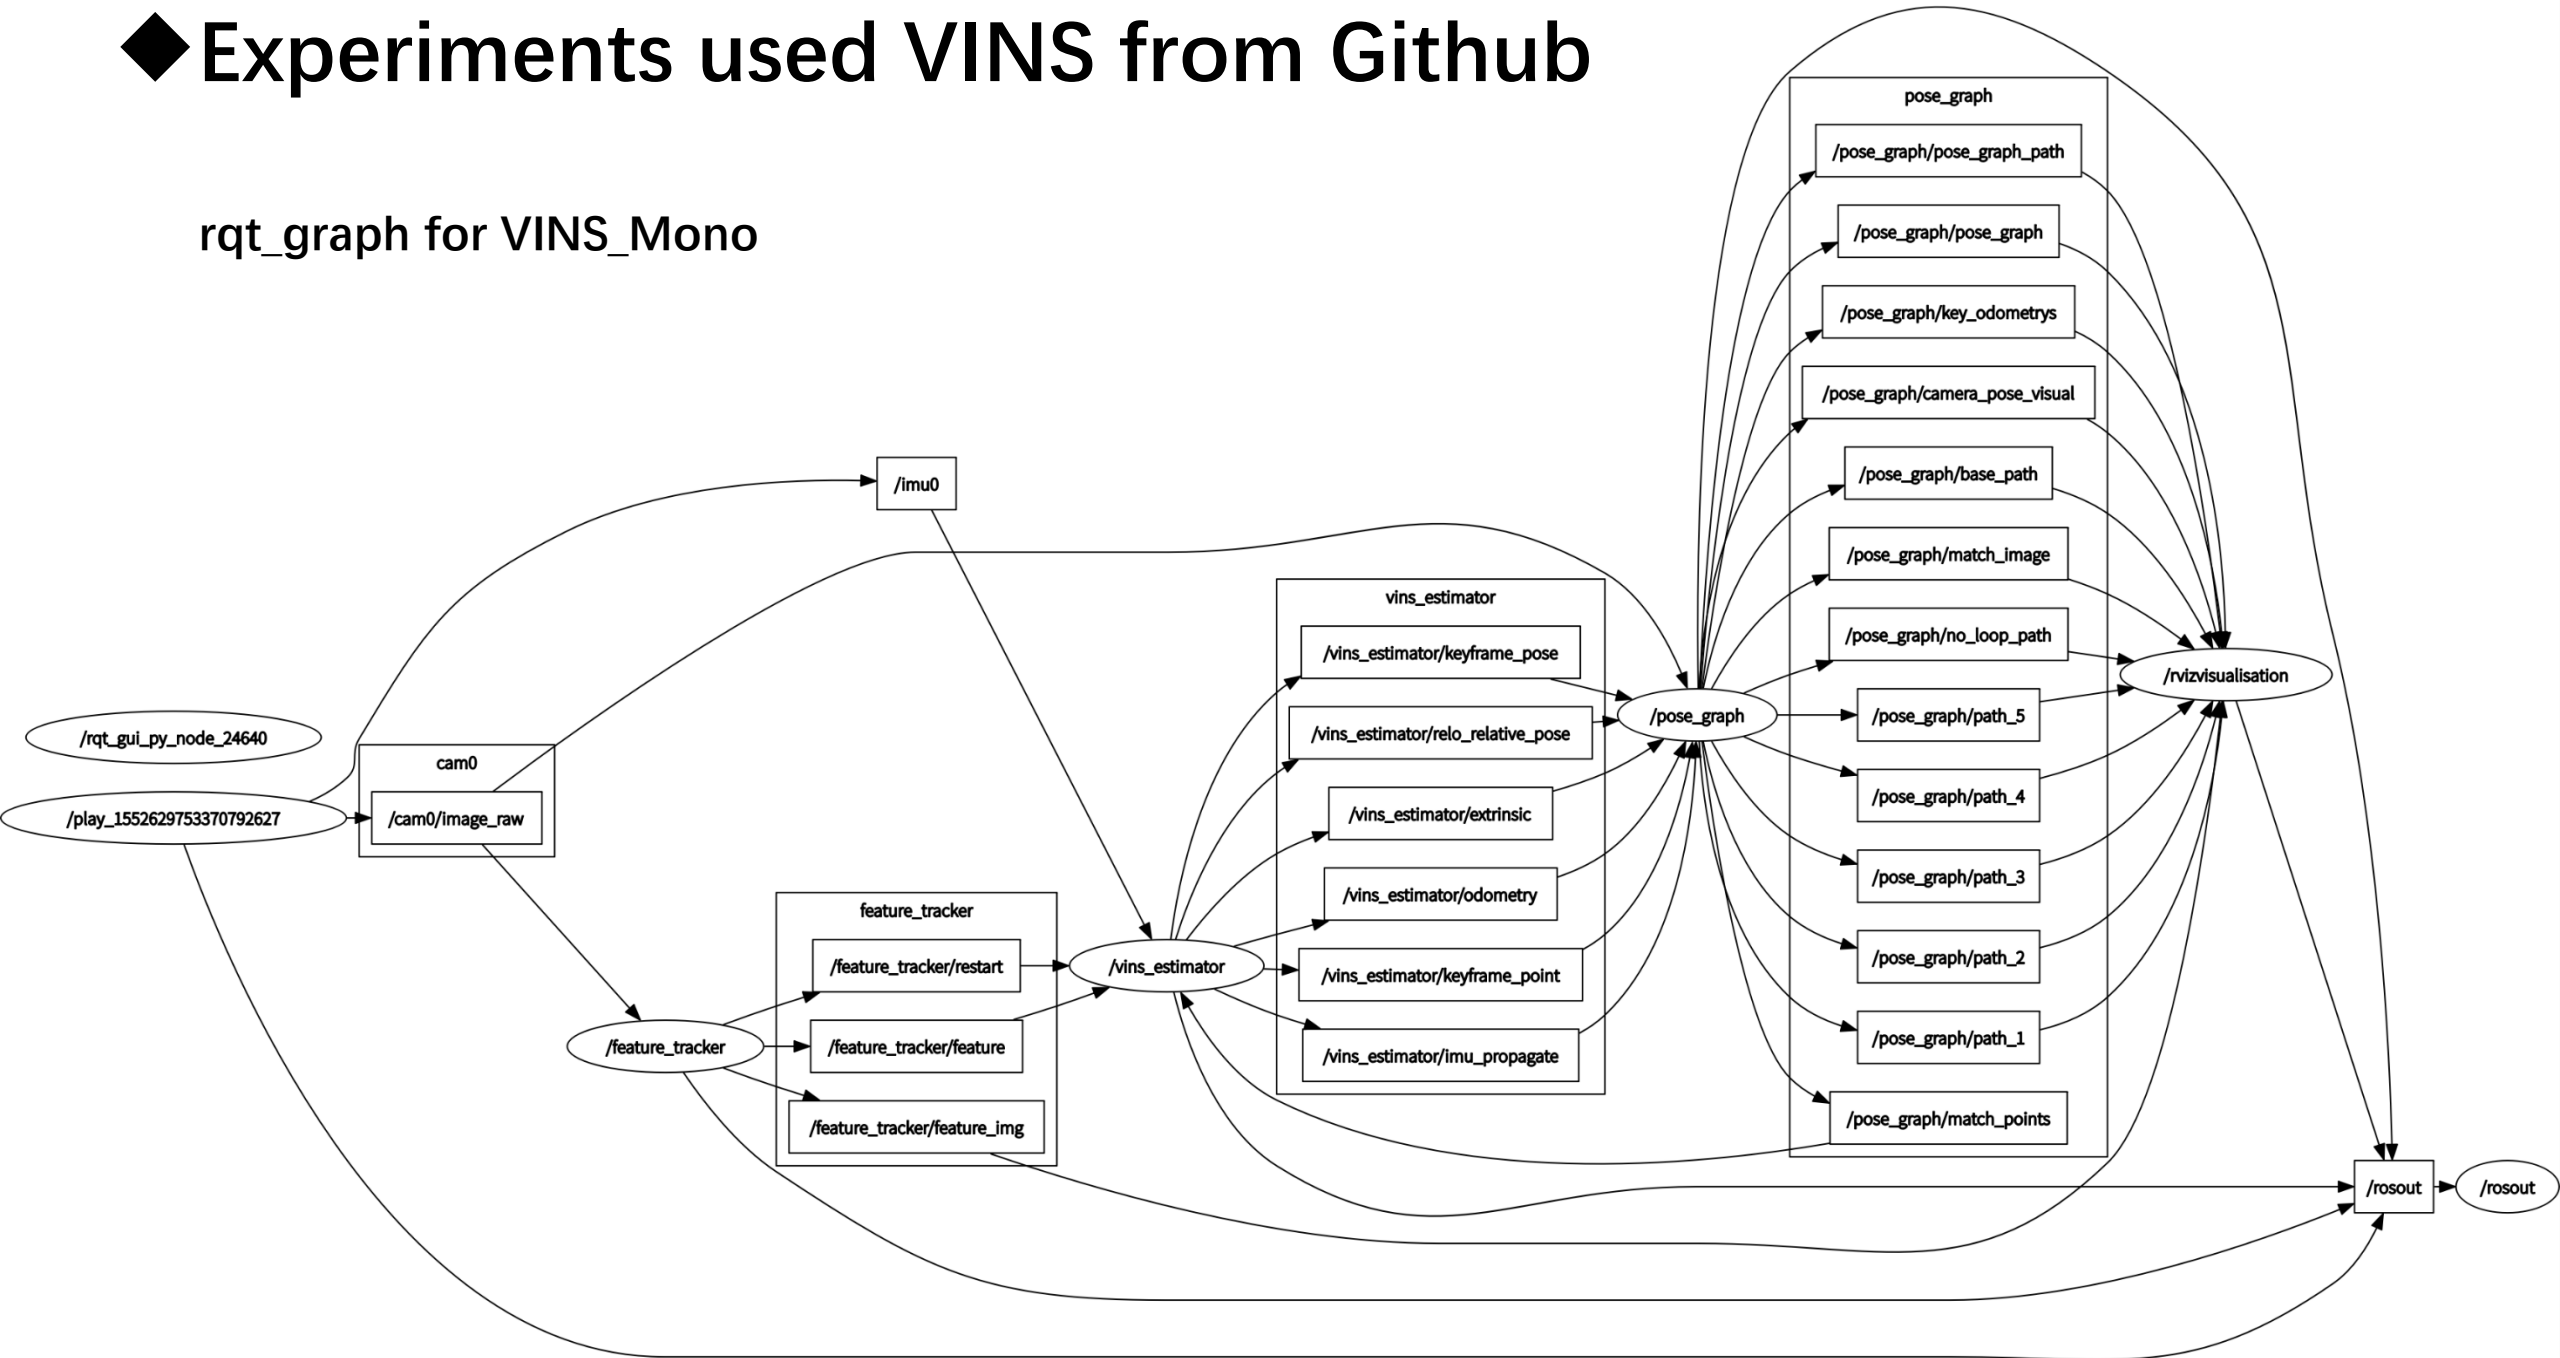 ◆Experiments used VINS from Github
rqt_graph for VINS_Mono
/rqt_gui_py_node_24640
/play_1552629753370792627
cam0
/cam0/image_raw
/imu0
/feature_tracker
feature_tracker
/feature_tracker/restart
/feature_tracker/feature
/feature_tracker/feature_img
/vins_estimator
vins_estimator
/vins_estimator/keyframe_pose
/vins_estimator/relo_relative_pose
/vins_estimator/extrinsic
/vins_estimator/odometry
/vins_estimator/keyframe_point
/vins_estimator/imu_propagate
/pose_graph
pose_graph
/pose_graph/pose_graph_path
/pose_graph/pose_graph
/pose_graph/key_odometrys
/pose_graph/camera_pose_visual
/pose_graph/base_path
/pose_graph/match_image
/pose_graph/no_loop_path
/pose_graph/path_5
/pose_graph/path_4
/pose_graph/path_3
/pose_graph/path_2
/pose_graph/path_1
/pose_graph/match_points
/rvizvisualisation
/rosout
/rosout